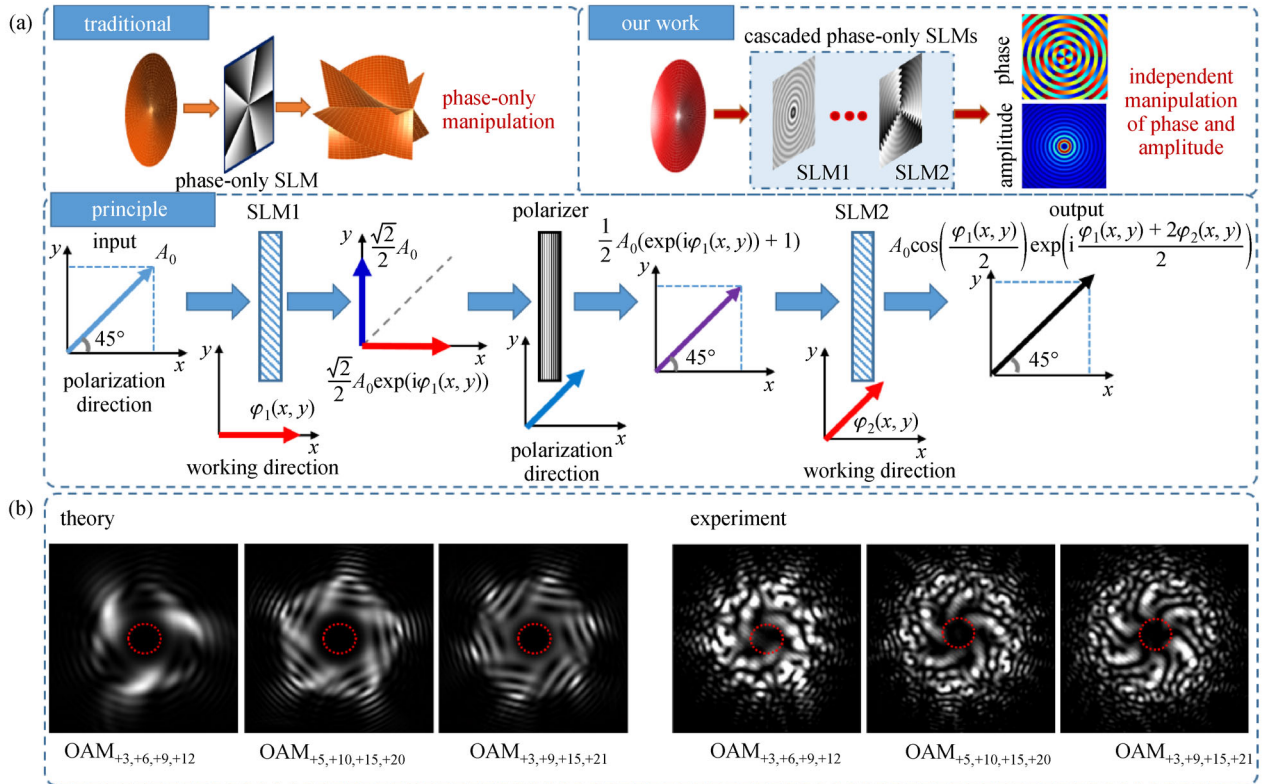 (a)
traditional
phase-only SLM
phase-only
manipulation
our work
cascaded phase-only SLMs
SLM1
SLM2
phase
amplitude
independent
manipulation
of phase and
amplitude
principle
input
y
A₀
45°
x
polarization
direction
SLM1
y
φ₁(x, y)
x
working direction
y
√2/2 A₀
x
√2/2 A₀exp(iφ₁(x, y))
polarizer
y
x
polarization
direction
1/2 A₀(exp(iφ₁(x, y)) + 1)
y
45°
x
SLM2
y
φ₂(x, y)
x
working direction
output
A₀cos(φ₁(x, y)/2)exp(i φ₁(x, y) + 2φ₂(x, y)/2)
y
45°
x
(b)
theory
OAM₊₃,₊₆,₊₉,₊₁₂
OAM₊₅,₊₁₀,₊₁₅,₊₂₀
OAM₊₃,₊₉,₊₁₅,₊₂₁
experiment
OAM₊₃,₊₆,₊₉,₊₁₂
OAM₊₅,₊₁₀,₊₁₅,₊₂₀
OAM₊₃,₊₉,₊₁₅,₊₂₁